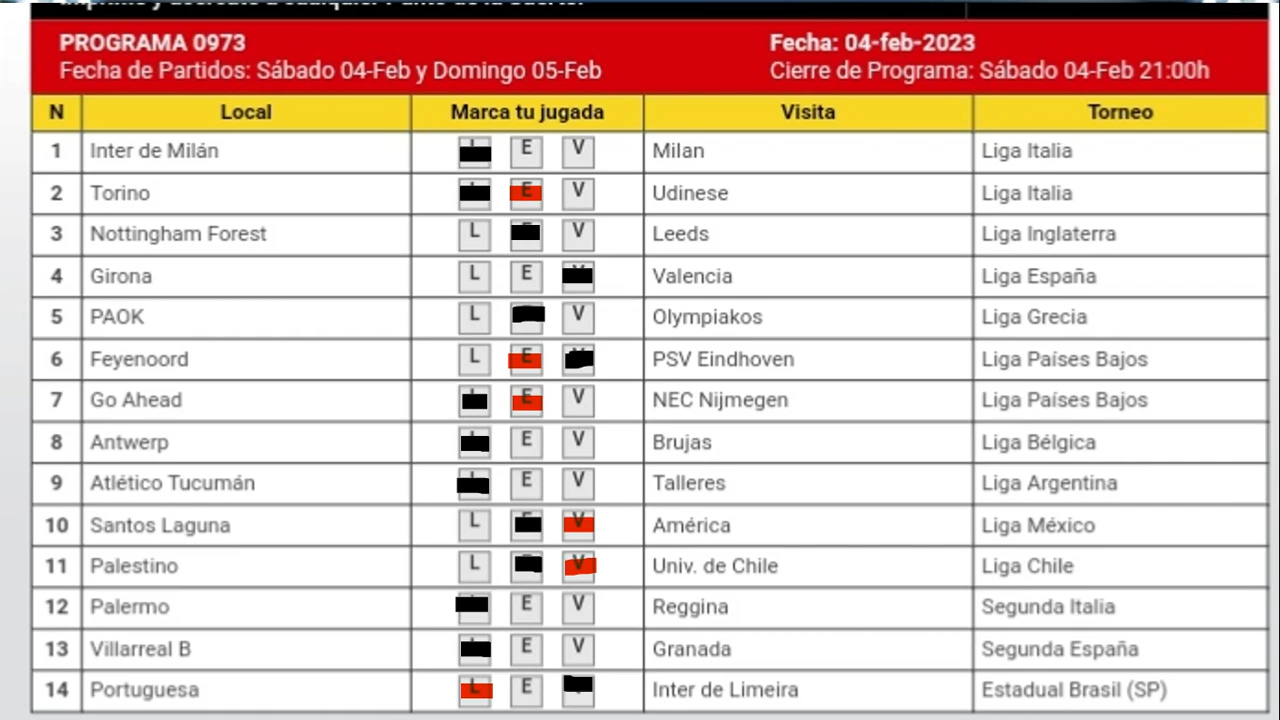 PROGRAMA 0973 Fecha: 04-feb-2023
Fecha de Partidos: Sábado 04-Feb y Domingo 05-Feb Cierre de Programa: Sábado 04-Feb 21:00h
N Local Marca tu jugada Visita Torneo
1 Inter de Milán E V Milan Liga Italia
2 Torino E V Udinese Liga Italia
3 Nottingham Forest L V Leeds Liga Inglaterra
4 Girona L E Valencia Liga España
5 PAOK L V Olympiakos Liga Grecia
6 Feyenoord L E PSV Eindhoven Liga Países Bajos
7 Go Ahead E V NEC Nijmegen Liga Países Bajos
8 Antwerp E V Brujas Liga Bélgica
9 Atlético Tucumán E V Talleres Liga Argentina
10 Santos Laguna L V América Liga México
11 Palestino L V Univ. de Chile Liga Chile
12 Palermo E V Reggina Segunda Italia
13 Villarreal B E V Granada Segunda España
14 Portuguesa L E Inter de Limeira Estadual Brasil (SP)